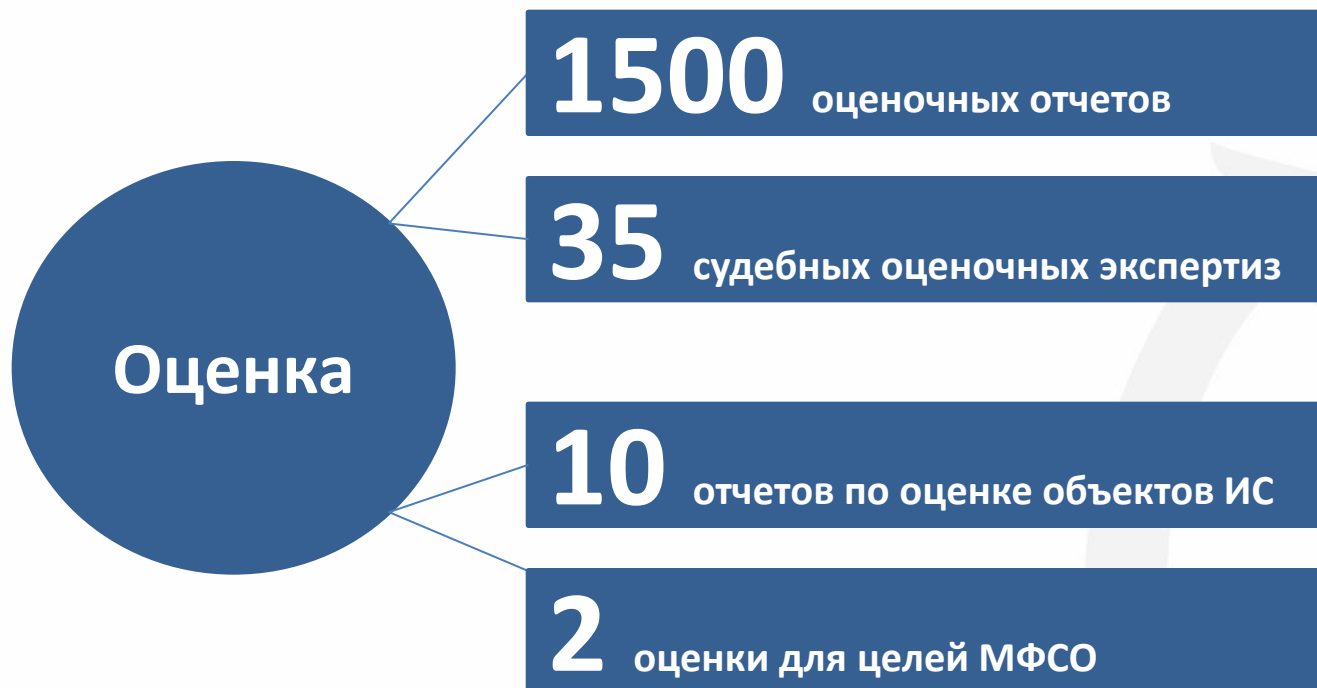 Оценка
1500 оценочных отчетов
35 судебных оценочных экспертиз
10 отчетов по оценке объектов ИС
2 оценки для целей МФСО